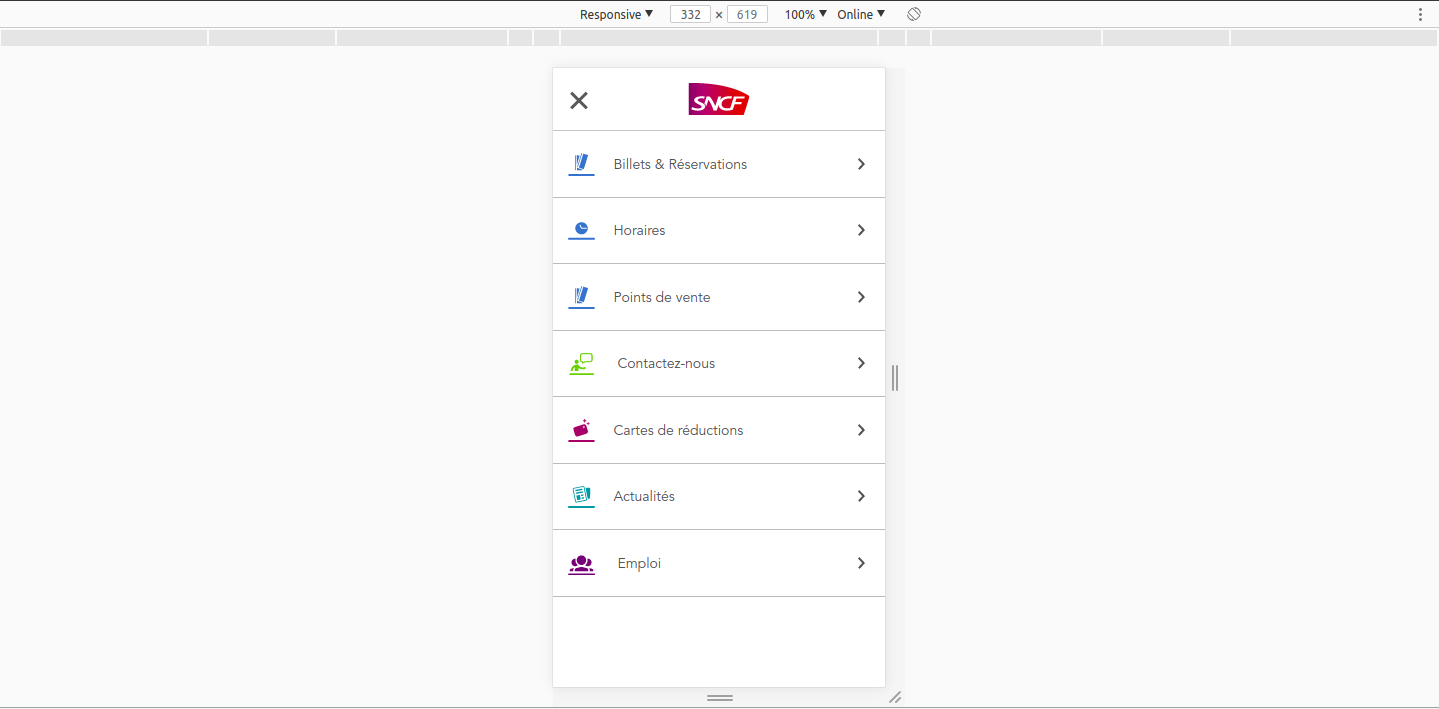 Responsive ▼ 332 × 619 100% ▼ Online ▼
SNCF
Billets & Réservations
Horaires
Points de vente
Contactez-nous
Cartes de réductions
Actualités
Emploi